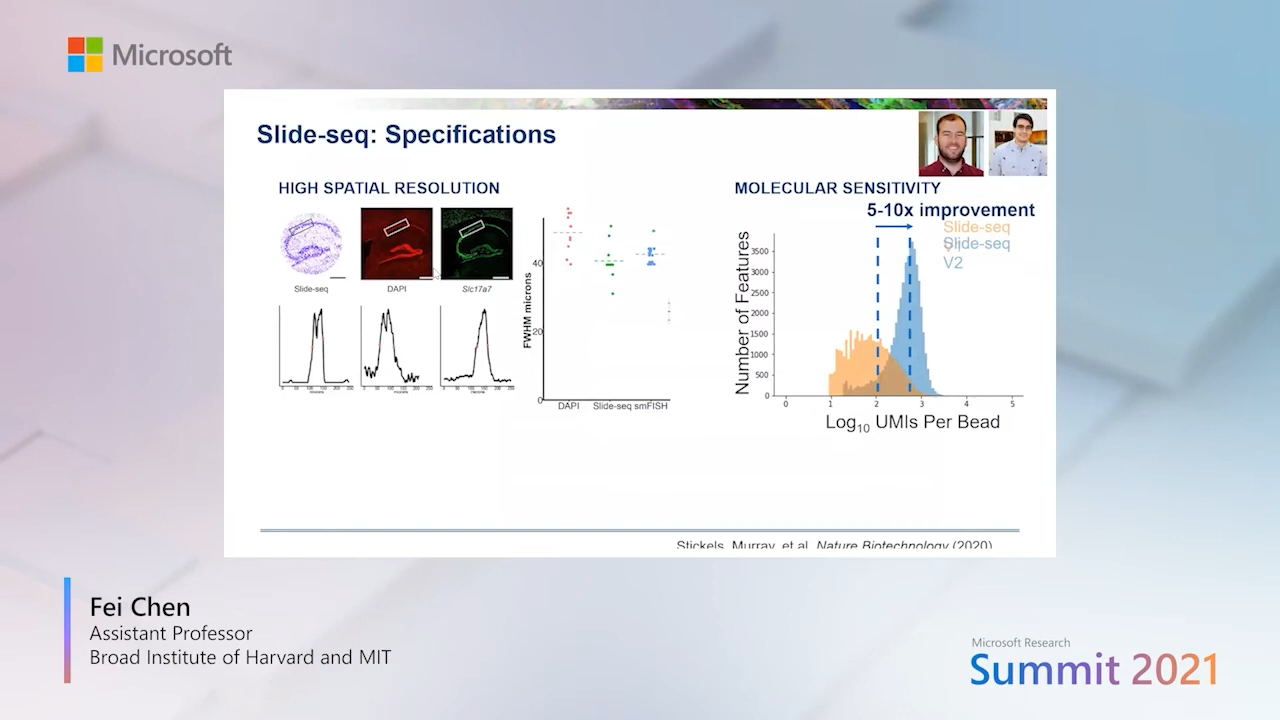 Microsoft
Slide-seq: Specifications
HIGH SPATIAL RESOLUTION
Slide-seq
DAPI
Slc17a7
FWHM microns
40
20
0
DAPI
Slide-seq smFISH
MOLECULAR SENSITIVITY
5-10x improvement
Slide-seq
Slide-seq
V2
Number of Features
3500
3000
2500
2000
1500
1000
500
0
0 1 2 3 4 5
Log10 UMIs Per Bead
Stickels, Murray, et al. Nature Biotechnology (2020)
Fei Chen
Assistant Professor
Broad Institute of Harvard and MIT
Microsoft Research
Summit 2021